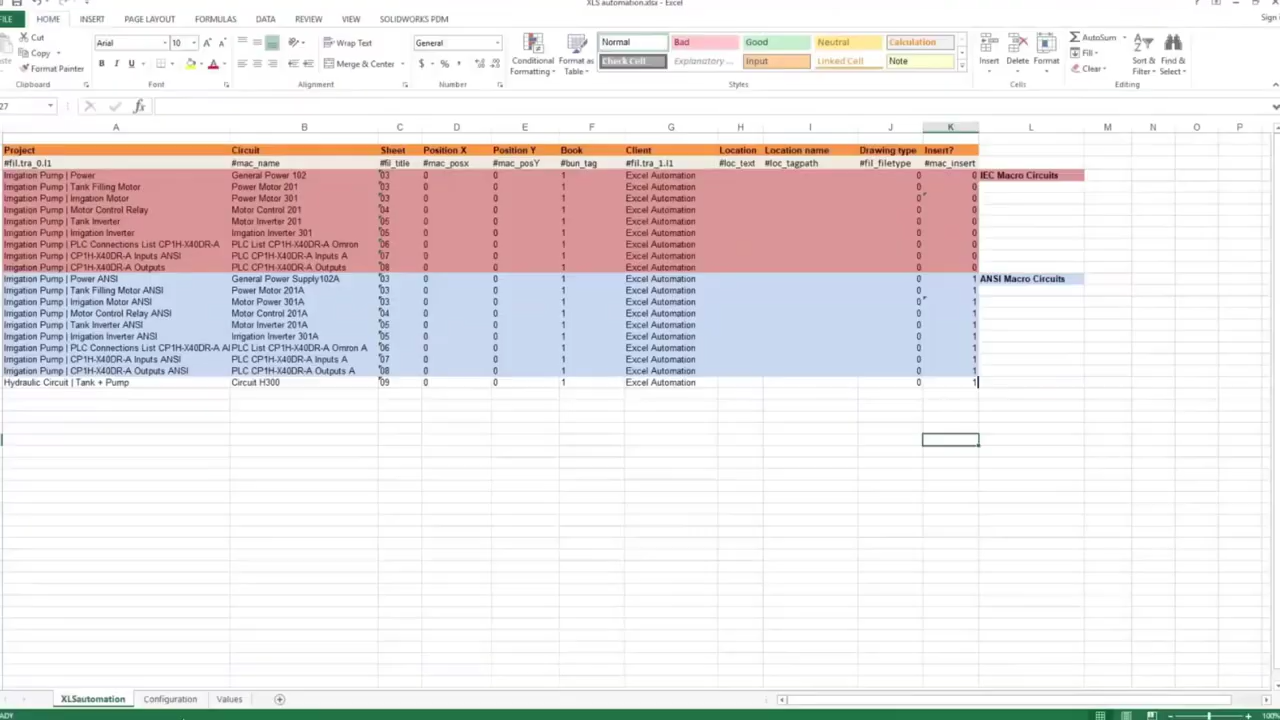 XLS automation.xlsx - Excel
Sign
FILE HOME INSERT PAGE LAYOUT FORMULAS DATA REVIEW VIEW SOLIDWORKS PDM
Cut
Copy
Format Painter
Clipboard
Arial 10
B I U
Font
Wrap Text
Merge & Center
Alignment
General
$ % ,
Number
Conditional Formatting
Format as Table
Normal Bad Good Neutral Calculation
Check Cell Explanatory ... Input Linked Cell Note
Styles
Insert Delete Format
Cells
AutoSum
Fill
Clear
Sort & Filter
Find & Select
Editing
27 fx
A B C D E F G H I J K L M N O P
Project Circuit Sheet Position X Position Y Book Client Location Location name Drawing type Insert?
#fil.tra_0.l1 #mac_name #fil_title #mac_posx #mac_posY #bun_tag #fil.tra_1.l1 #loc_text #loc_tagpath #fil_filetype #mac_insert
Irrigation Pump | Power General Power 102 03 0 0 1 Excel Automation 0 0 IEC Macro Circuits
Irrigation Pump | Tank Filling Motor Power Motor 201 03 0 0 1 Excel Automation 0 0
Irrigation Pump | Irrigation Motor Power Motor 301 03 0 0 1 Excel Automation 0 0
Irrigation Pump | Motor Control Relay Motor Control 201 04 0 0 1 Excel Automation 0 0
Irrigation Pump | Tank Inverter Motor Inverter 201 05 0 0 1 Excel Automation 0 0
Irrigation Pump | Irrigation Inverter Irrigation Inverter 301 05 0 0 1 Excel Automation 0 0
Irrigation Pump | PLC Connections List CP1H-X40DR-A PLC List CP1H-X40DR-A Omron 06 0 0 1 Excel Automation 0 0
Irrigation Pump | CP1H-X40DR-A Inputs ANSI PLC CP1H-X40DR-A Inputs A 07 0 0 1 Excel Automation 0 0
Irrigation Pump | CP1H-X40DR-A Outputs PLC CP1H-X40DR-A Outputs 08 0 0 1 Excel Automation 0 0
Irrigation Pump | Power ANSI General Power Supply102A 03 0 0 1 Excel Automation 0 1 ANSI Macro Circuits
Irrigation Pump | Tank Filling Motor ANSI Power Motor 201A 03 0 0 1 Excel Automation 0 1
Irrigation Pump | Irrigation Motor ANSI Motor Power 301A 03 0 0 1 Excel Automation 0 1
Irrigation Pump | Motor Control Relay ANSI Motor Control 201A 04 0 0 1 Excel Automation 0 1
Irrigation Pump | Tank Inverter ANSI Motor Inverter 201A 05 0 0 1 Excel Automation 0 1
Irrigation Pump | Irrigation Inverter ANSI Irrigation Inverter 301A 05 0 0 1 Excel Automation 0 1
Irrigation Pump | PLC Connections List CP1H-X40DR-A A PLC List CP1H-X40DR-A Omron A 06 0 0 1 Excel Automation 0 1
Irrigation Pump | CP1H-X40DR-A Inputs ANSI PLC CP1H-X40DR-A Inputs A 07 0 0 1 Excel Automation 0 1
Irrigation Pump | CP1H-X40DR-A Outputs ANSI PLC CP1H-X40DR-A Outputs A 08 0 0 1 Excel Automation 0 1
Hydraulic Circuit | Tank + Pump Circuit H300 09 0 0 1 Excel Automation 0 1
XLSautomation Configuration Values
100%